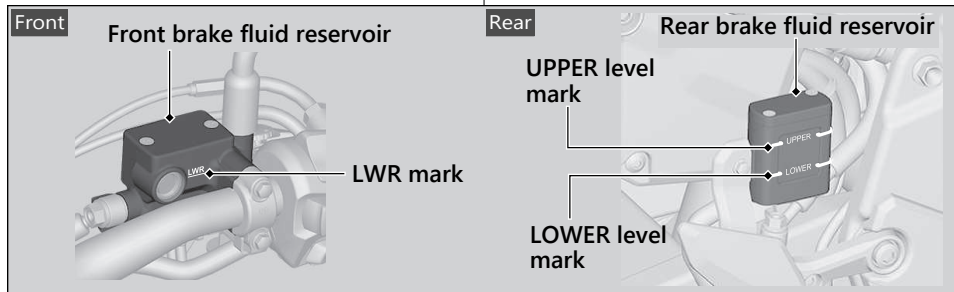 Front
Front brake fluid reservoir
LWR
LWR mark
Rear
Rear brake fluid reservoir
UPPER level
mark
UPPER
LOWER
LOWER level
mark